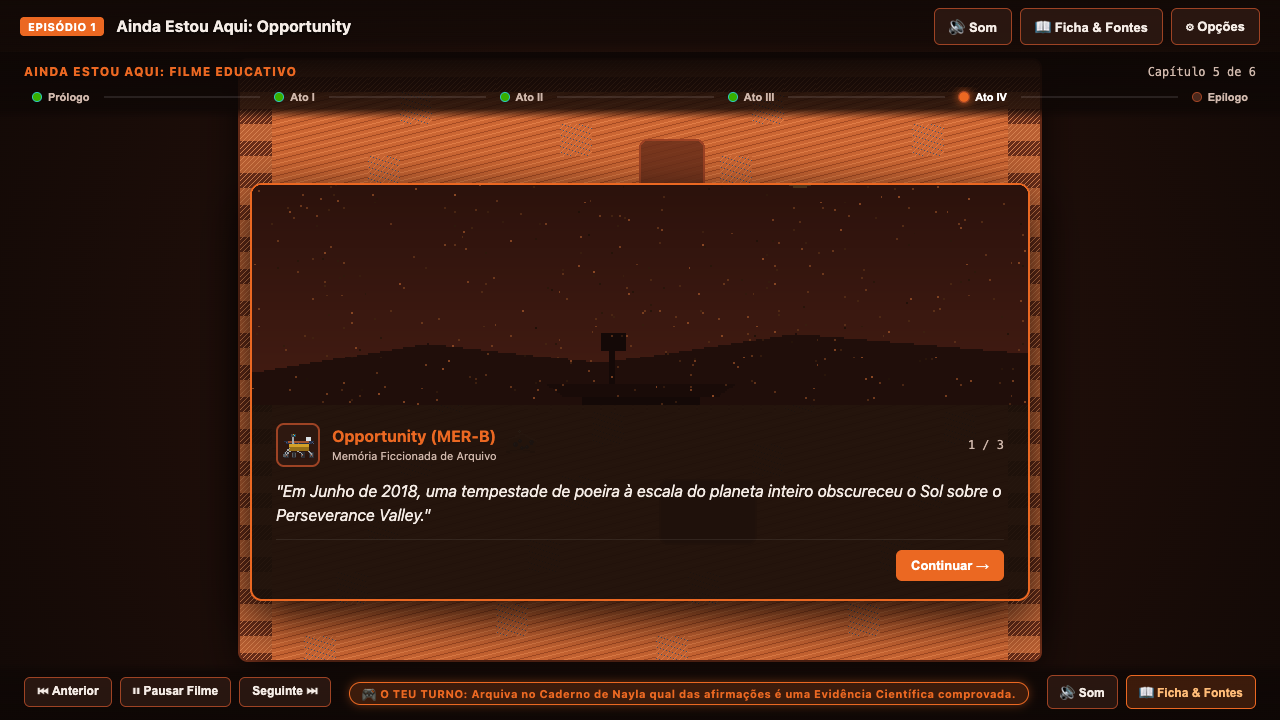 EPISÓDIO 1 Ainda Estou Aqui: Opportunity
🔊 Som 📖 Ficha & Fontes ⚙ Opções
AINDA ESTOU AQUI: FILME EDUCATIVO
Capítulo 5 de 6
Prólogo Ato I Ato II Ato III Ato IV Epílogo
Opportunity (MER-B)
Memória Ficcionada de Arquivo
1 / 3
"Em Junho de 2018, uma tempestade de poeira à escala do planeta inteiro obscureceu o Sol sobre o
Perseverance Valley."
Continuar →
⏮ Anterior ⏸ Pausar Filme Seguinte ⏭
🎮 O TEU TURNO: Arquiva no Caderno de Nayla qual das afirmações é uma Evidência Científica comprovada.
🔊 Som 📖 Ficha & Fontes